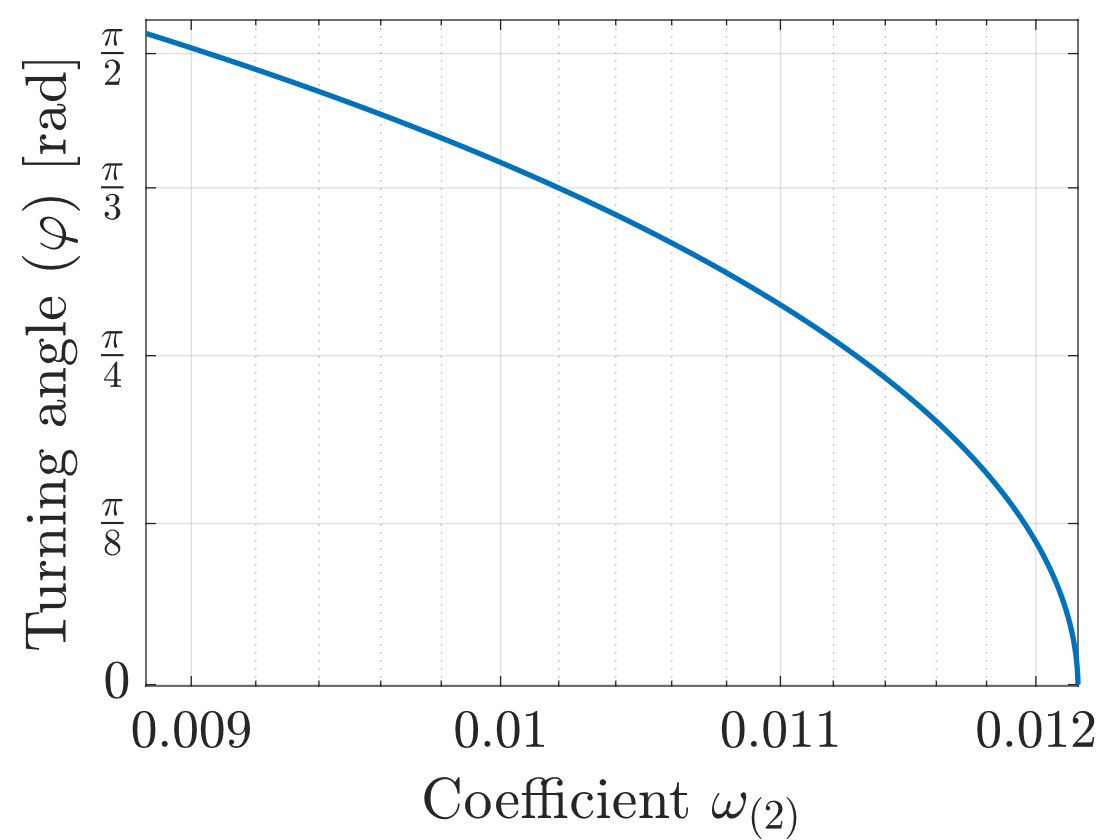 Turning angle (φ) [rad]
π/2
π/3
π/4
π/8
0
0.009 0.01 0.011 0.012
Coefficient ω(2)